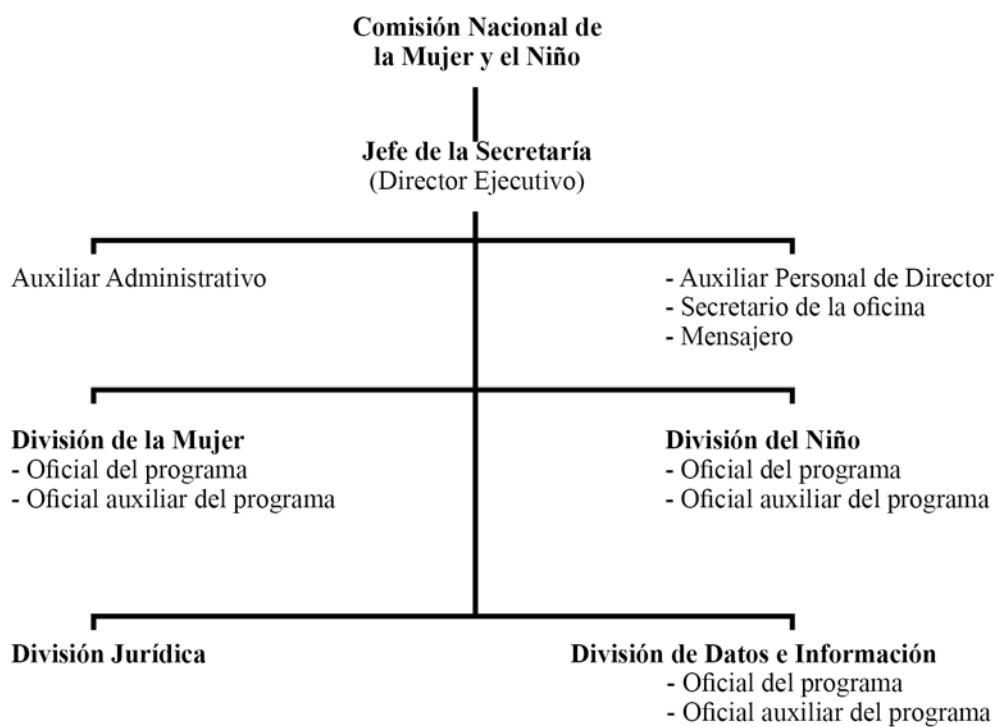 Comisión Nacional de
la Mujer y el Niño
Jefe de la Secretaría
(Director Ejecutivo)
Auxiliar Administrativo
- Auxiliar Personal de Director
- Secretario de la oficina
- Mensajero
División de la Mujer
- Oficial del programa
- Oficial auxiliar del programa
División del Niño
- Oficial del programa
- Oficial auxiliar del programa
División Jurídica
División de Datos e Información
- Oficial del programa
- Oficial auxiliar del programa